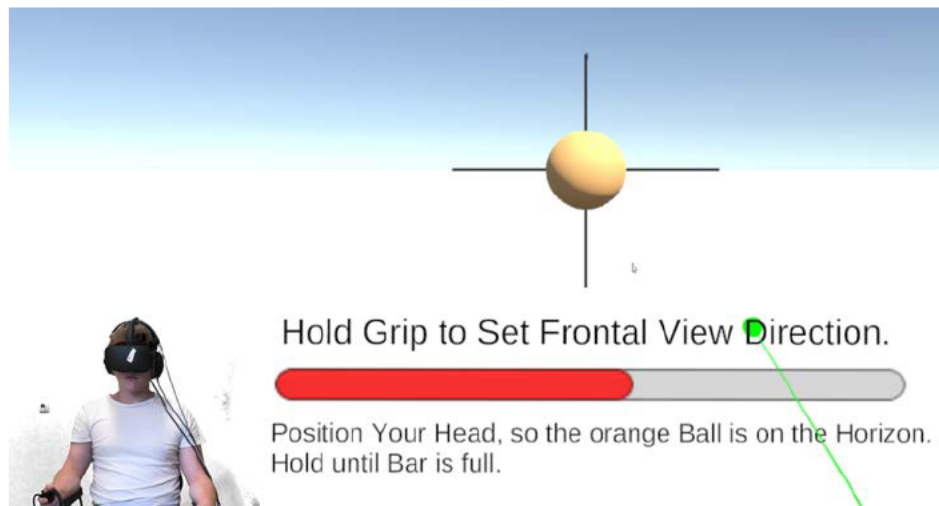 Hold Grip to Set Frontal View Direction.
Position Your Head, so the orange Ball is on the Horizon.
Hold until Bar is full.